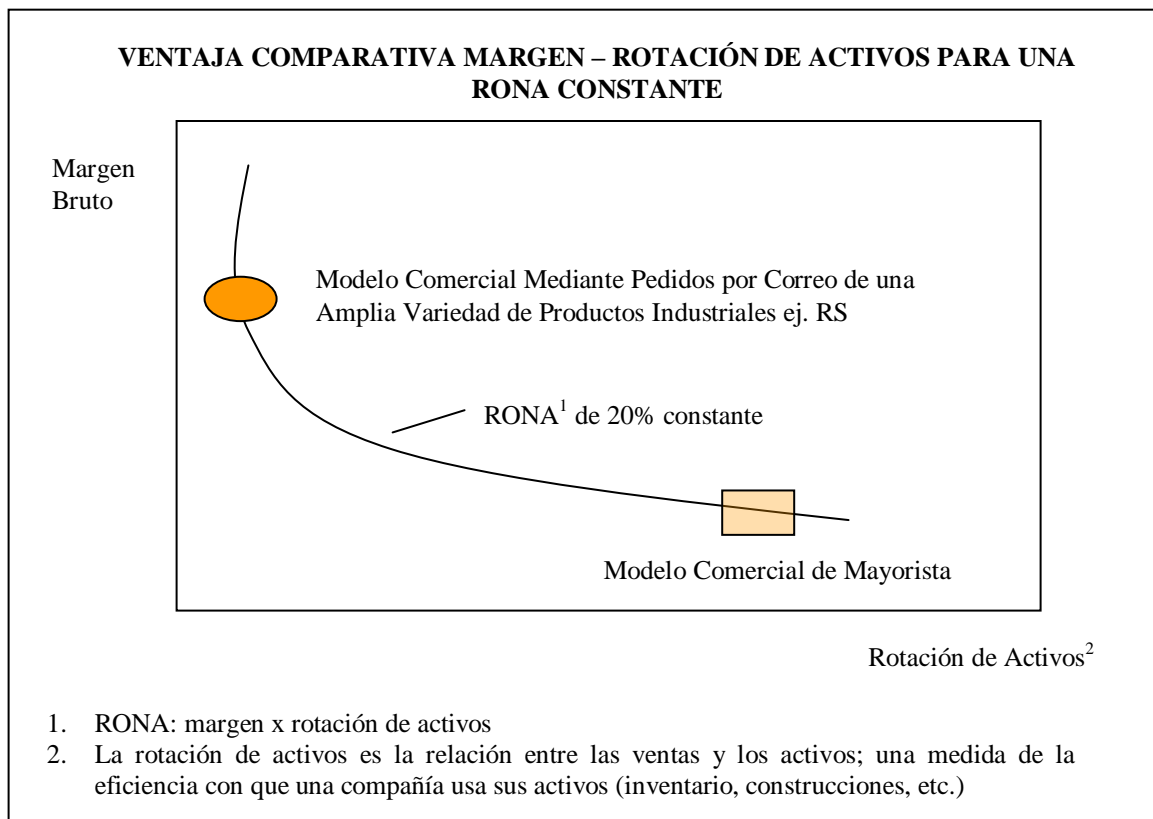 VENTAJA COMPARATIVA MARGEN – ROTACIÓN DE ACTIVOS PARA UNA
RONA CONSTANTE
Margen
Bruto
Modelo Comercial Mediante Pedidos por Correo de una
Amplia Variedad de Productos Industriales ej. RS
RONA¹ de 20% constante
Modelo Comercial de Mayorista
Rotación de Activos²
1. RONA: margen x rotación de activos
2. La rotación de activos es la relación entre las ventas y los activos; una medida de la
eficiencia con que una compañía usa sus activos (inventario, construcciones, etc.)